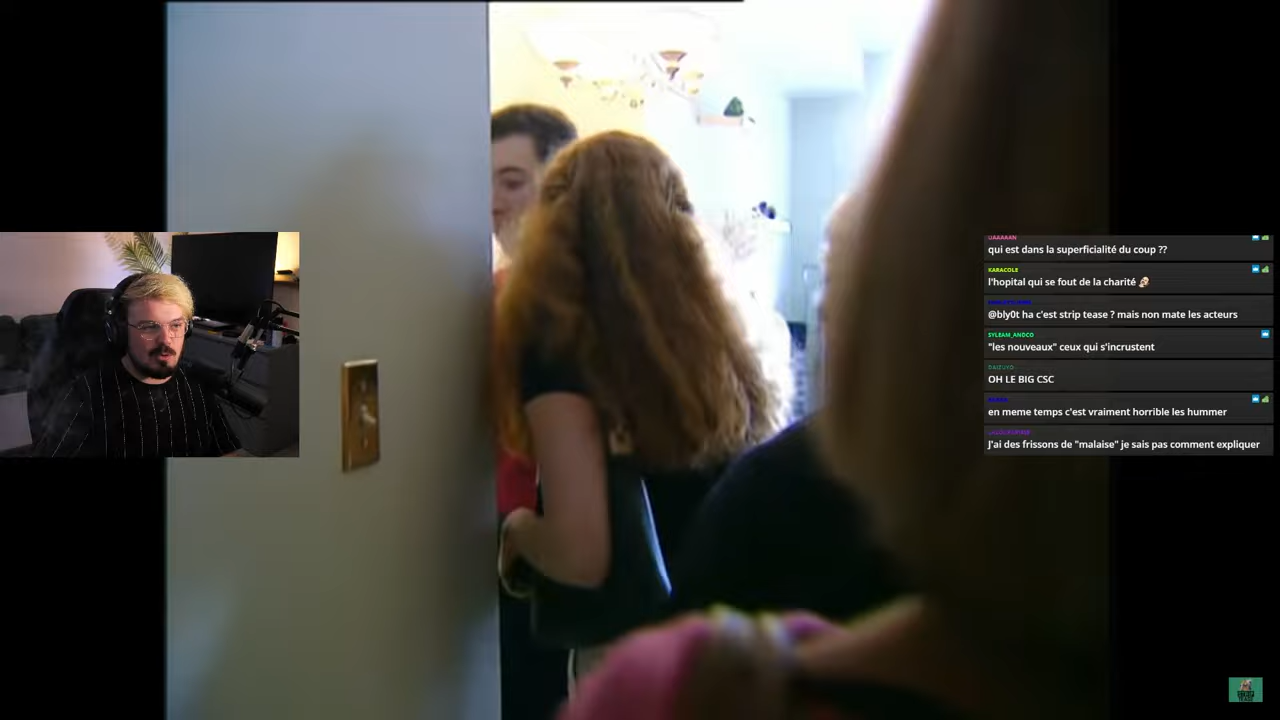 qui est dans la superficialité du coup ??
KARACOLE
l'hopital qui se fout de la charité
@bly0t ha c'est strip tease ? mais non mate les acteurs
SYLEAM_ANDCO
"les nouveaux" ceux qui s'incrustent
DAIZUYO
OH LE BIG CSC
en meme temps c'est vraiment horrible les hummer
J'ai des frissons de "malaise" je sais pas comment expliquer